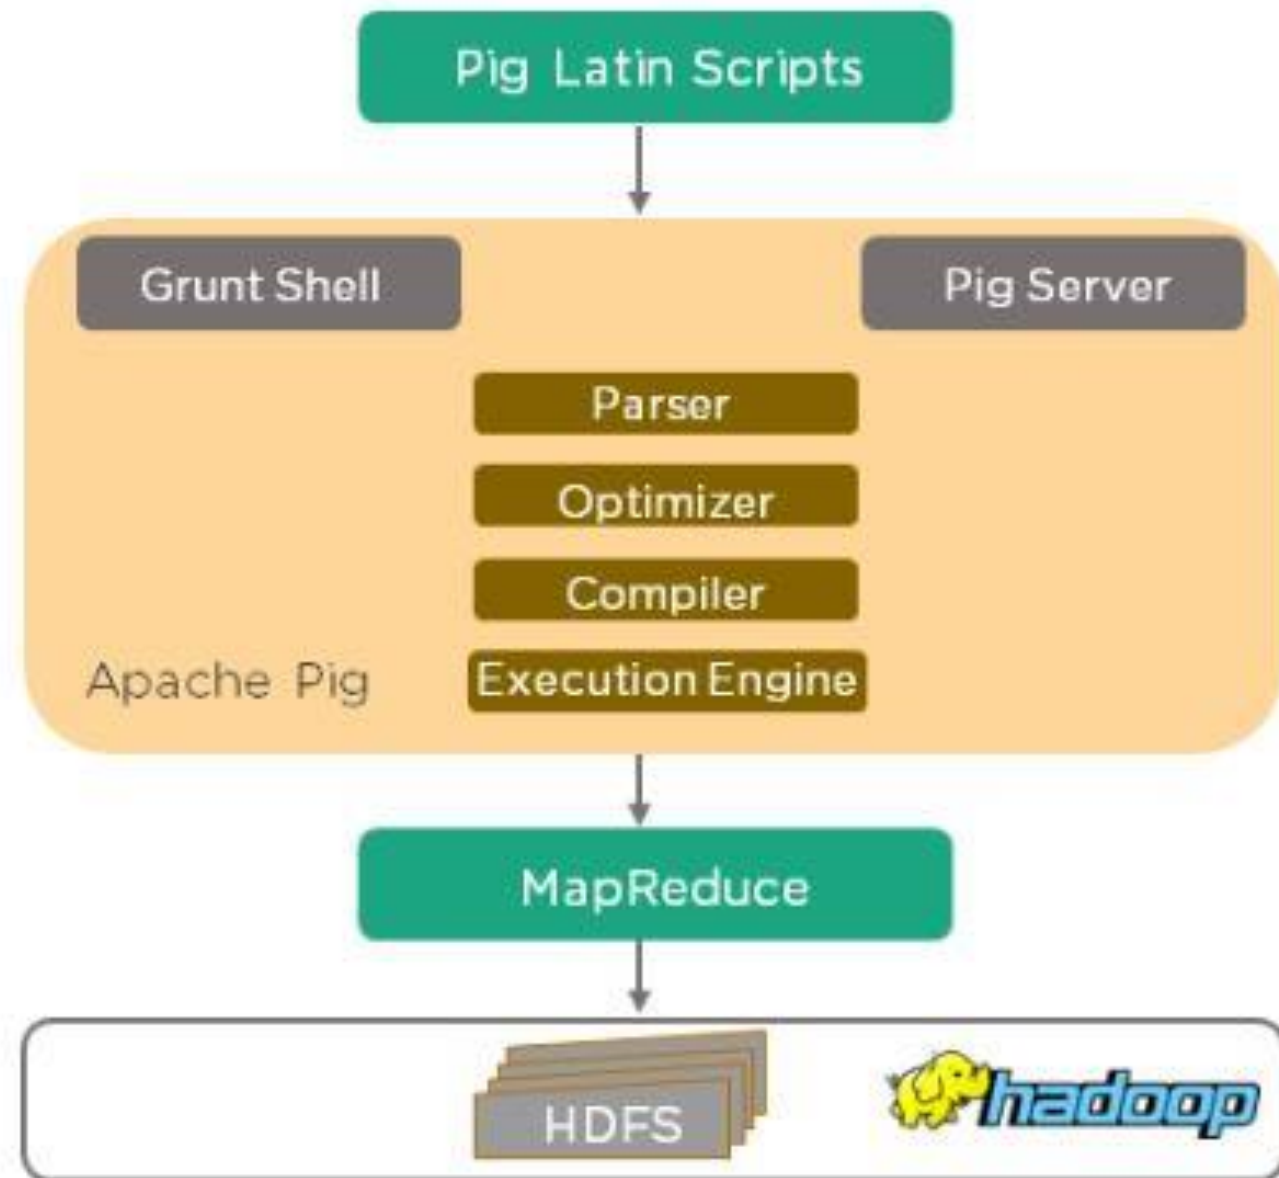 Pig Latin Scripts
Grunt Shell
Pig Server
Parser
Optimizer
Compiler
Apache Pig
Execution Engine
MapReduce
HDFS
hadoop